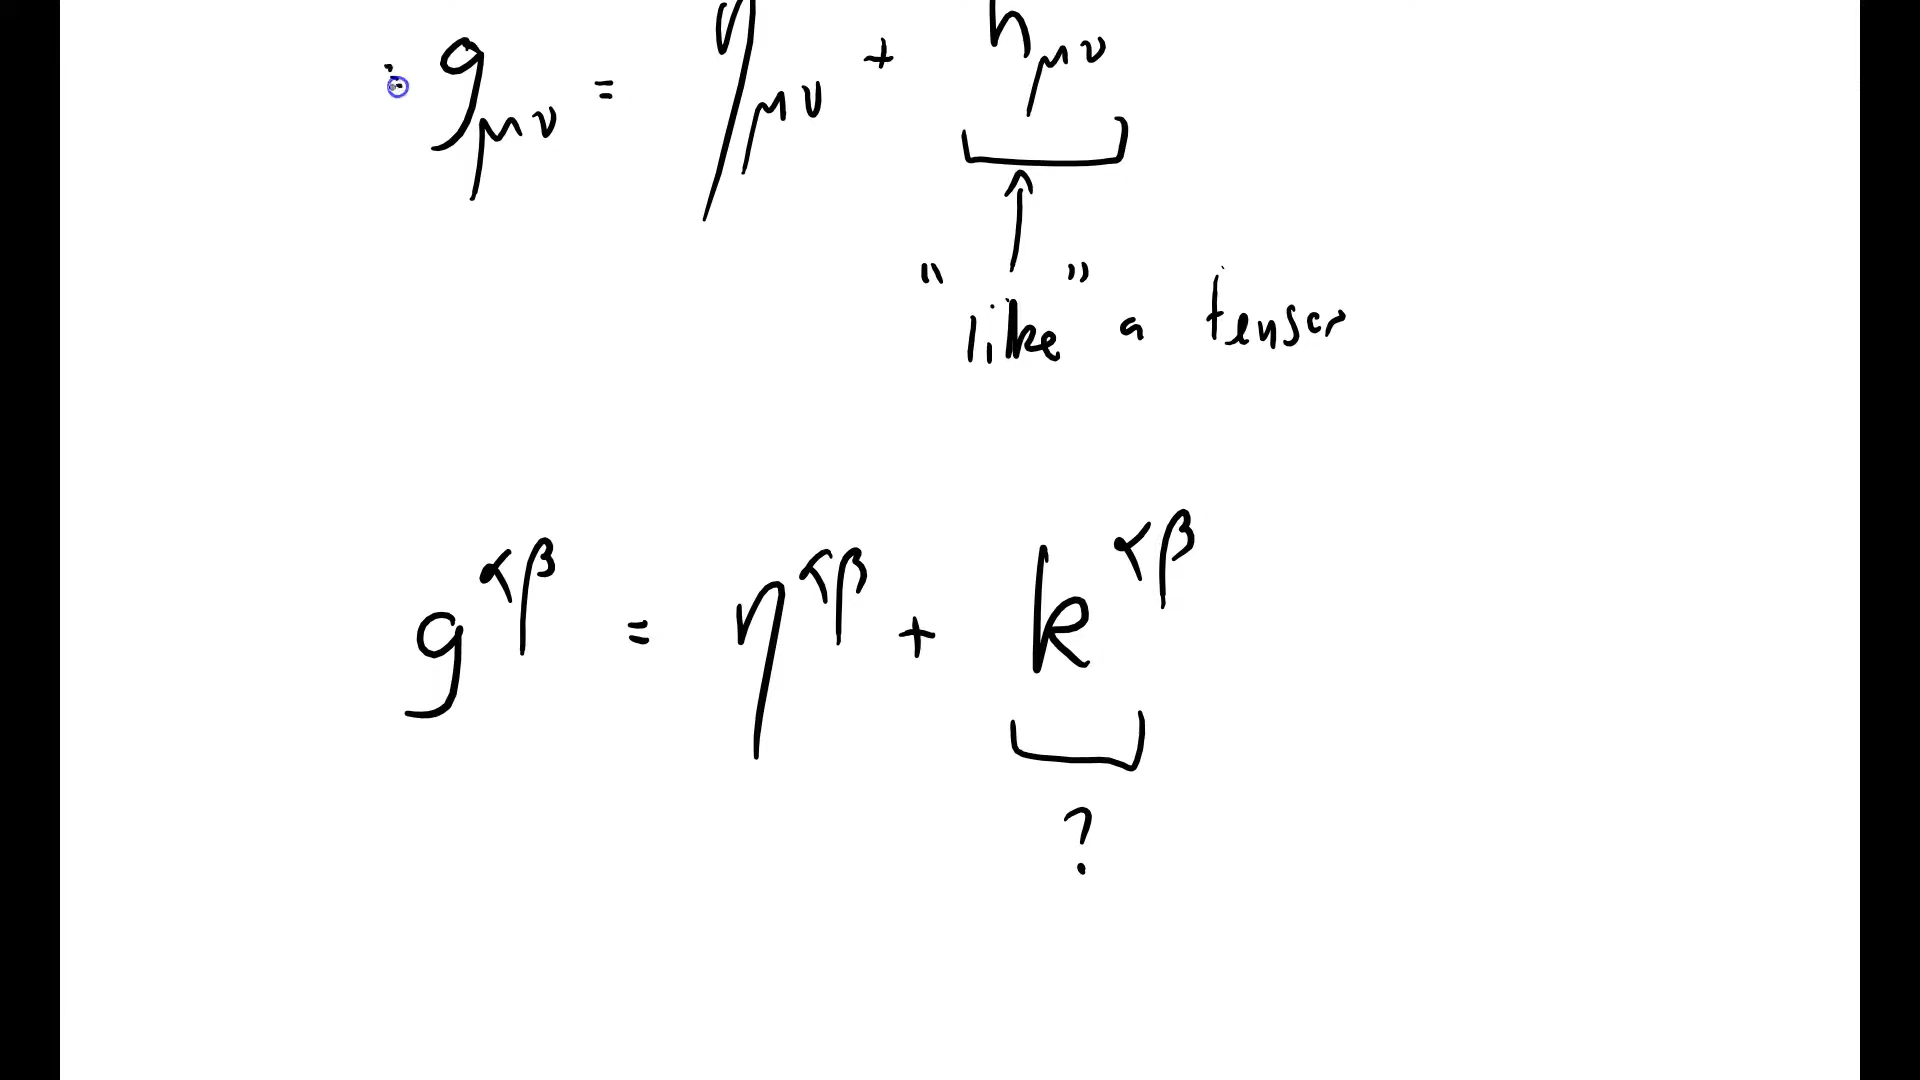 g_μν = η_μν + h_μν
"like" a tensor
g^αβ = η^αβ + k^αβ
?